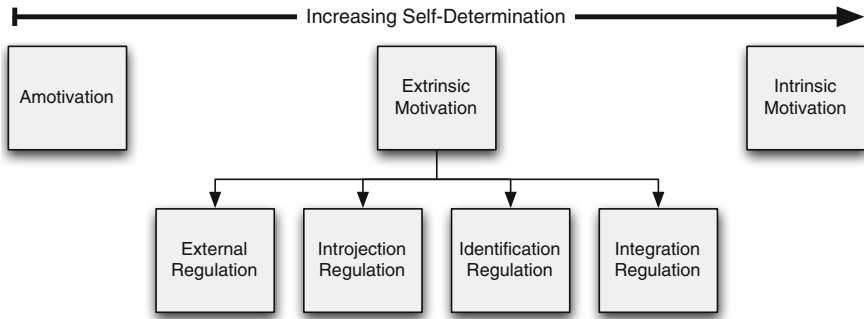 Increasing Self-Determination
Amotivation
Extrinsic
Motivation
Intrinsic
Motivation
External
Regulation
Introjection
Regulation
Identification
Regulation
Integration
Regulation